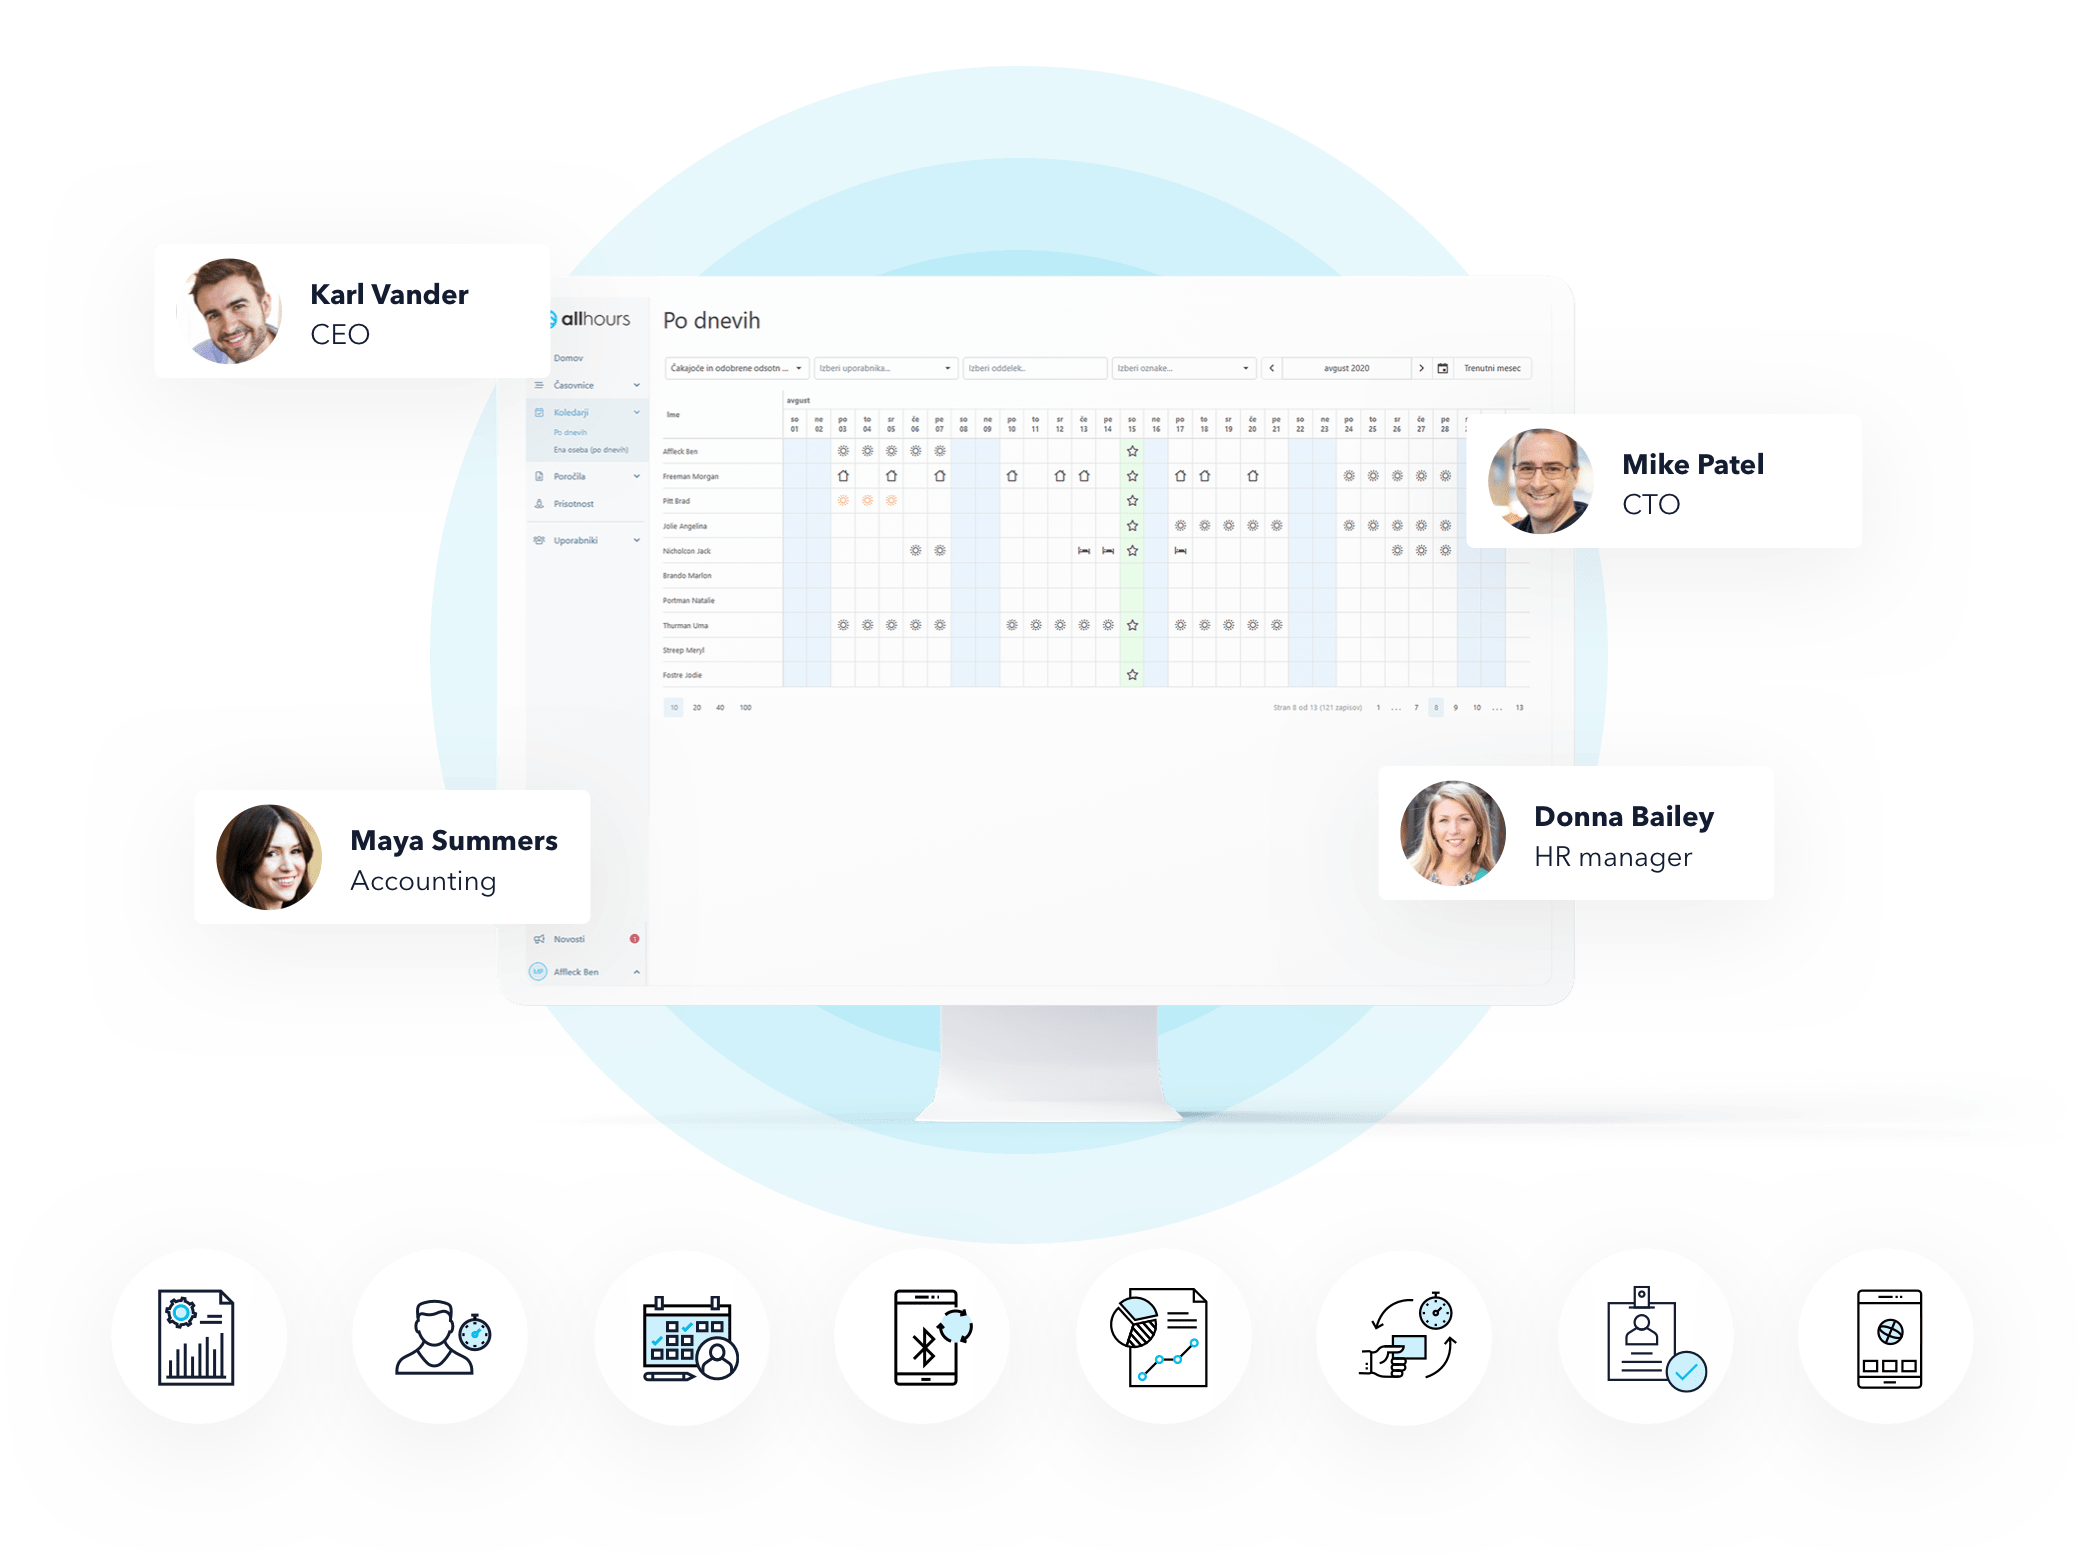 Karl Vander
CEO
allhours
Po dnevih
Domov
Časovnice
Koledarji
Po dnevih
Ena oseba (po dnevih)
Poročila
Prisotnost
Uporabniki
Čakajoče in odobrene odsotn ...
Izberi uporabnika...
Izberi oddelek..
Izberi oznake...
avgust 2020
Trenutni mesec
Ime
avgust
so ne po to sr če pe so ne po to sr če pe so ne po to sr če pe so ne po to sr če pe
01 02 03 04 05 06 07 08 09 10 11 12 13 14 15 16 17 18 19 20 21 22 23 24 25 26 27 28
Affleck Ben
Freeman Morgan
Pitt Brad
Jolie Angelina
Nicholcon Jack
Brando Marlon
Portman Natalie
Thurman Uma
Streep Meryl
Fostre Jodie
10 20 40 100
Stran 8 od 13 (121 zapisov) 1 ... 7 8 9 10 ... 13
Mike Patel
CTO
Maya Summers
Accounting
Donna Bailey
HR manager
Novosti
MP Affleck Ben